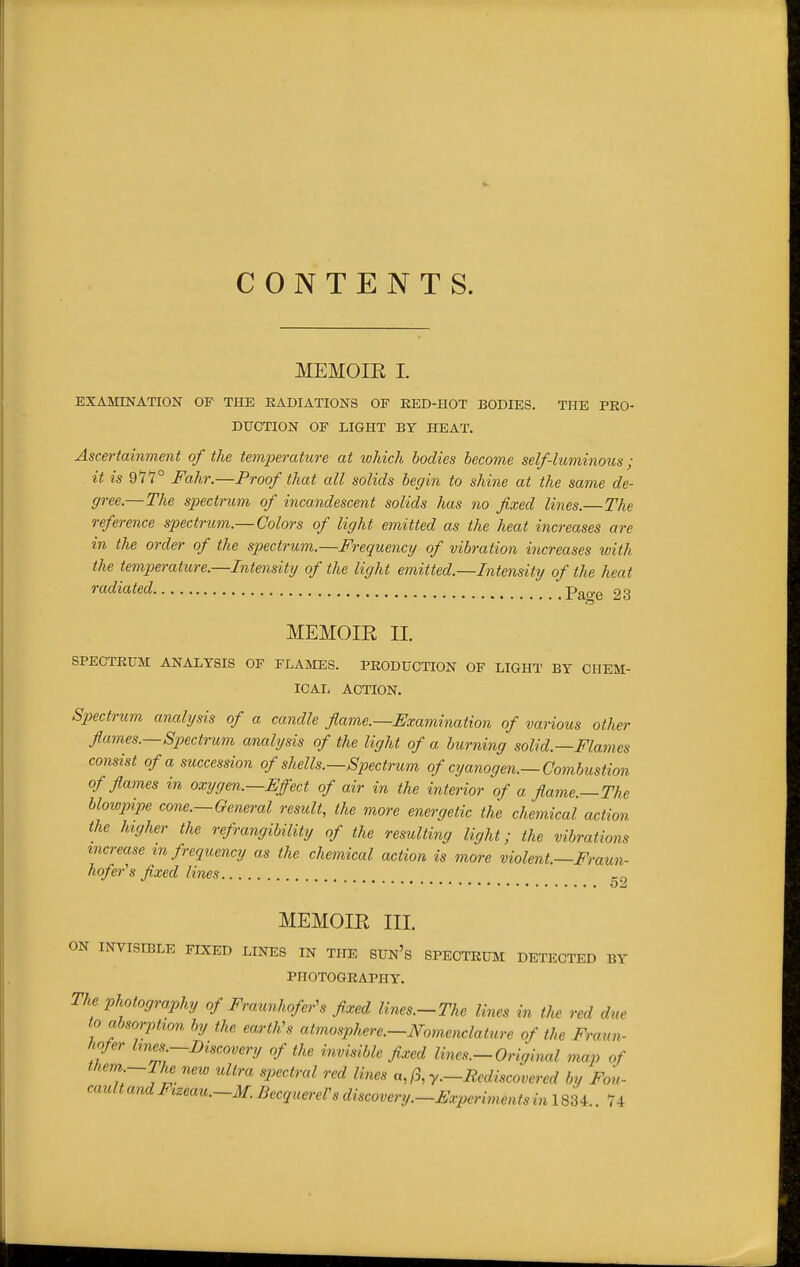 CONTENTS.
MEMOIR I.
EXAMINATION OF THE RADIATIONS OF RED-HOT BODIES. THE PRO-
DUCTION OF LIGHT BY HEAT.
Ascertainment of the temperature at which bodies become self-luminous;
it is 977° Fahr.—Proof that all solids begin to shine at the same de-
gree.—The spectrum of incandescent solids has no fixed lines.—The
reference spectrum.—Colors of light emitted as the heat increases are
in the order of the spectrum.—Frequency of vibration increases with
the temperature.—Intensity of the light emitted.—Intensity of the heat
radiated..............................................Page 23
MEMOIR II.
SPECTRUM ANALYSIS OF FLAMES. PRODUCTION OF LIGHT BY CHEM-
ICAL ACTION.
Spectrum analysis of a candle flame.—Examination of various other
flames.—Spectrum analysis of the light of a burning solid.—Flames
consist of a succession of shells.—Spectrum of cyanogen.—Combustion
of flames in oxygen.—Effect of air in the interior of a flame.—The
blowpipe cone.—General result, the more energetic the chemical action
the higher the refrangibility of the resulting light; the vibrations
increase in frequency as the chemical action is more violent.—Fraun-
hofer's fixed lines.............................................. 52
MEMOIR III.
ON INVISIBLE FIXED LINES IN THE SUN'S SPECTRUM DETECTED BY
PHOTOGRAPHY.
The photography of Fraunhofer's fixed lines.—The lines in the red due
to absorption by the earth's atmosphere.—Nomenclature of the Fraun-
hofer lines.—Discovery of the invisible fixed lines.—Original map of
them.—The new ultra spectral red lines α, β, γ.—Rediscovered by Fou-
cault and Fizeau.—M. Becquerel's discovery.—Experiments in 1834.. 74